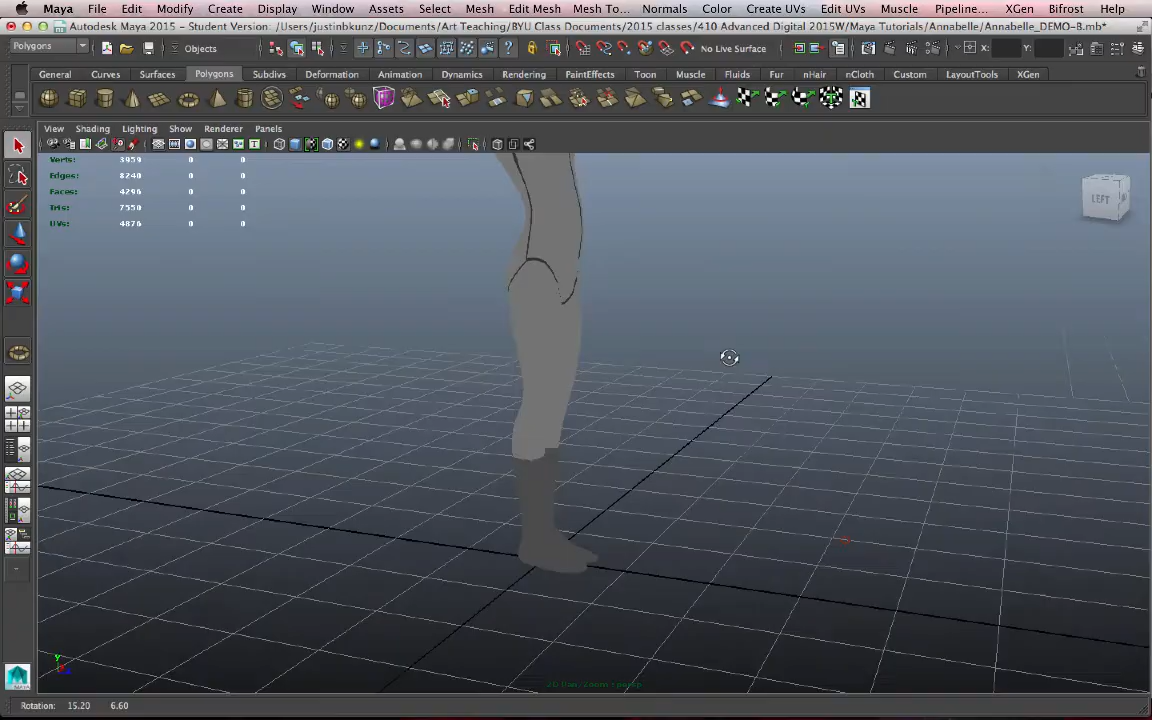 Maya File Edit Modify Create Display Window Assets Select Mesh Edit Mesh Mesh To... Normals Color Create UVs Edit UVs Muscle Pipeline... XGen Bifrost Help
Autodesk Maya 2015 - Student Version: /Users/justinbkunz/Documents/Art Teaching/BYU Class Documents/2015 classes/410 Advanced Digital 2015W/Maya Tutorials/Annabelle/Annabelle_DEMO-8.mb*
Polygons Objects No Live Surface X: Y:
General Curves Surfaces Polygons Subdivs Deformation Animation Dynamics Rendering PaintEffects Toon Muscle Fluids Fur nHair nCloth Custom LayoutTools XGen
View Shading Lighting Show Renderer Panels
Verts: 3959 0 0
Edges: 8240 0 0
Faces: 4296 0 0
Tris: 7550 0 0
UVs: 4876 0 0
LEFT
2D Pan/Zoom : persp
Rotation: 15.20 6.60